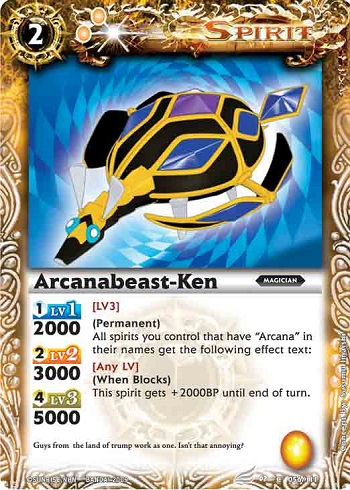 2
SPIRIT
Arcanabeast-Ken
MAGICIAN
1 LV1
2000
2 LV2
3000
4 LV3
5000
[LV3]
(Permanent)
All spirits you control that have “Arcana” in
their names get the following effect text:
[Any LV]
(When Blocks)
This spirit gets +2000BP until end of turn.
Guys from the land of trump work as one. Isn't that annoying?